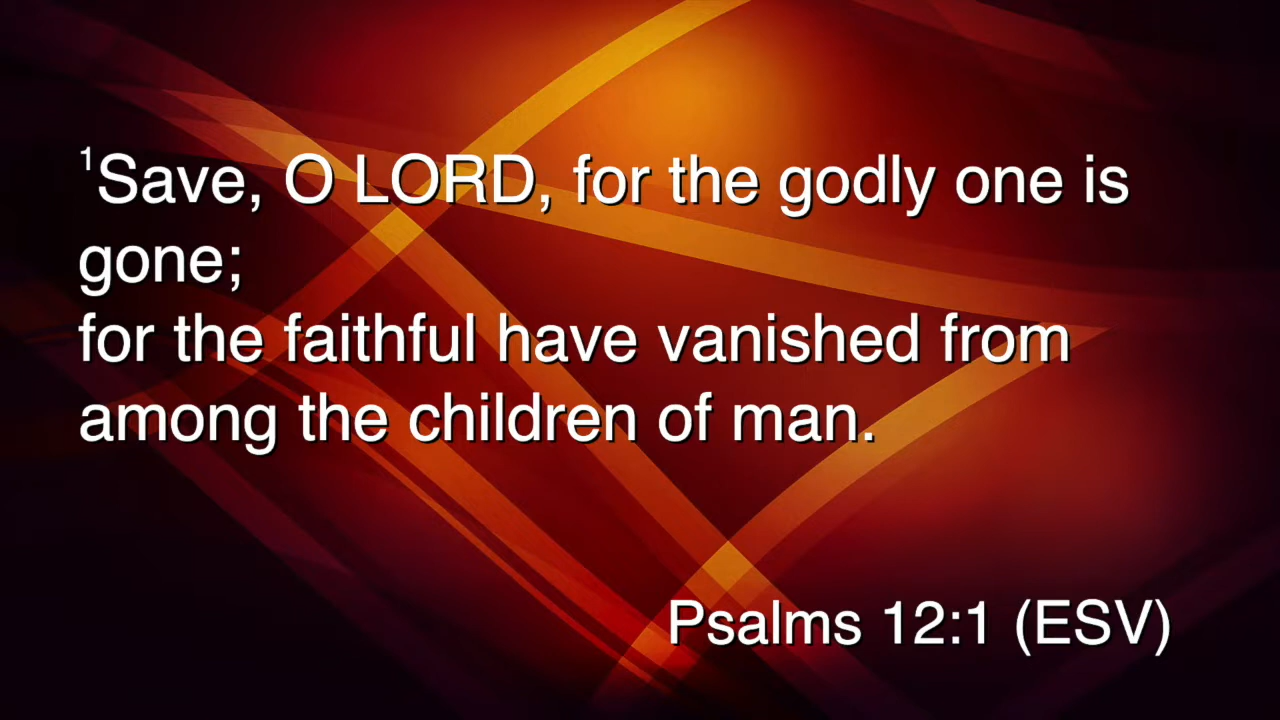 1Save, O LORD, for the godly one is
gone;
for the faithful have vanished from
among the children of man.
Psalms 12:1 (ESV)